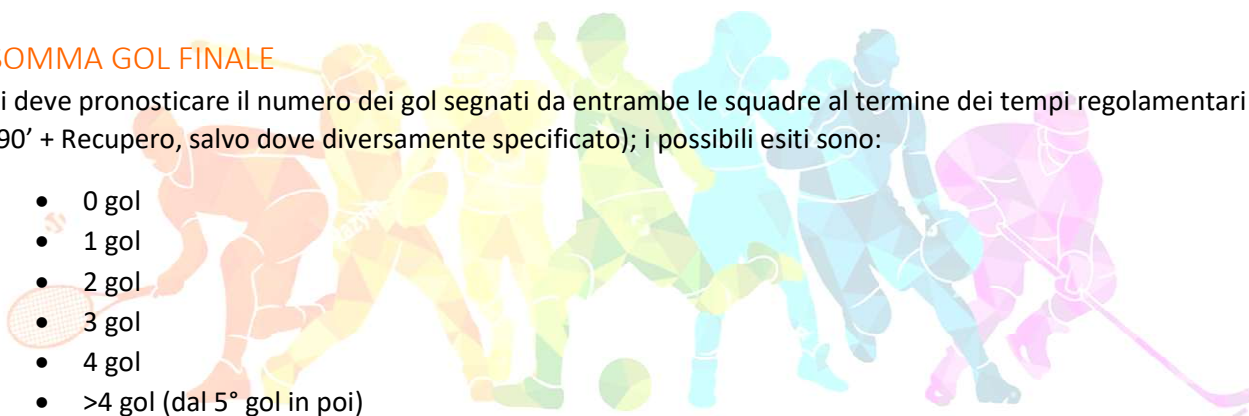 SOMMA GOL FINALE
i deve pronosticare il numero dei gol segnati da entrambe le squadre al termine dei tempi regolamentari
90’ + Recupero, salvo dove diversamente specificato); i possibili esiti sono:
• 0 gol
• 1 gol
• 2 gol
• 3 gol
• 4 gol
• >4 gol (dal 5° gol in poi)